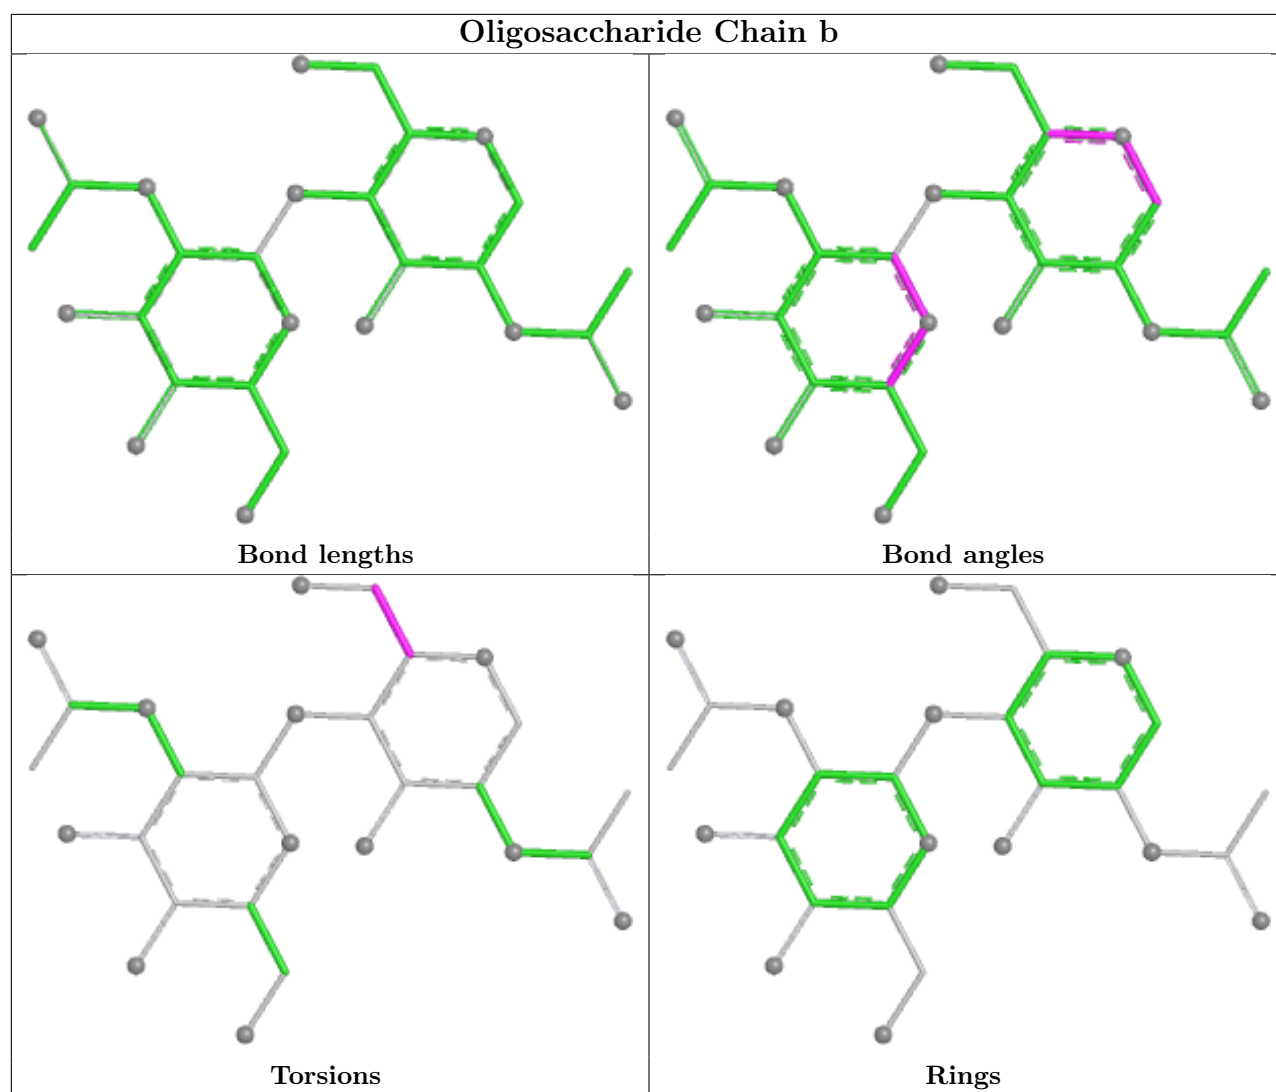 Oligosaccharide Chain b
Bond lengths
Bond angles
Torsions
Rings